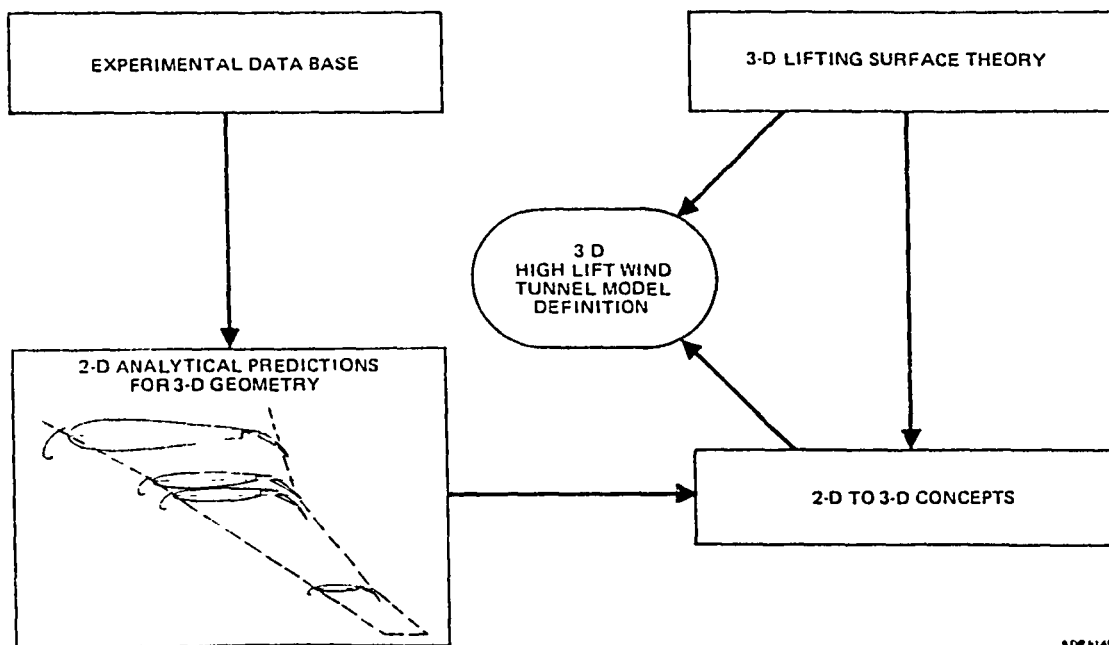 EXPERIMENTAL DATA BASE
3-D LIFTING SURFACE THEORY
3 D
HIGH LIFT WIND
TUNNEL MODEL
DEFINITION
2-D ANALYTICAL PREDICTIONS
FOR 3-D GEOMETRY
2-D TO 3-D CONCEPTS